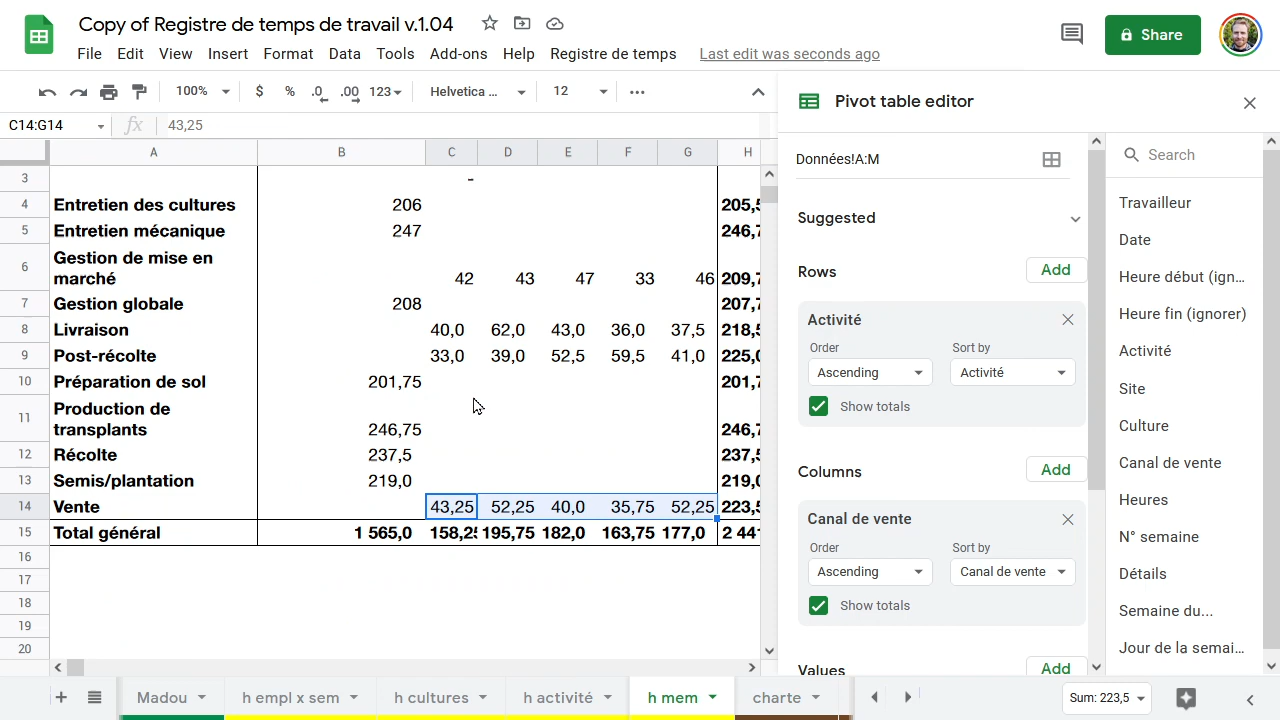 Copy of Registre de temps de travail v.1.04
File Edit View Insert Format Data Tools Add-ons Help Registre de temps Last edit was seconds ago
Share
100% $ % .0 .00 123 Helvetica ... 12
C14:G14 fx 43,25
A B C D E F G H
3 -
4 Entretien des cultures 206 205,5
5 Entretien mécanique 247 246,7
6 Gestion de mise en
marché 42 43 47 33 46 209,7
7 Gestion globale 208 207,7
8 Livraison 40,0 62,0 43,0 36,0 37,5 218,5
9 Post-récolte 33,0 39,0 52,5 59,5 41,0 225,0
10 Préparation de sol 201,75 201,7
11 Production de
transplants 246,75 246,7
12 Récolte 237,5 237,5
13 Semis/plantation 219,0 219,0
14 Vente 43,25 52,25 40,0 35,75 52,25 223,5
15 Total général 1 565,0 158,25 195,75 182,0 163,75 177,0 2 441
16
17
18
19
20
Pivot table editor
Données!A:M
Suggested
Rows Add
Activité
Order Sort by
Ascending Activité
Show totals
Columns Add
Canal de vente
Order Sort by
Ascending Canal de vente
Show totals
Values Add
Search
Travailleur
Date
Heure début (ign...
Heure fin (ignorer)
Activité
Site
Culture
Canal de vente
Heures
N° semaine
Détails
Semaine du...
Jour de la semai...
Madou h empl x sem h cultures h activité h mem charte
Sum: 223,5